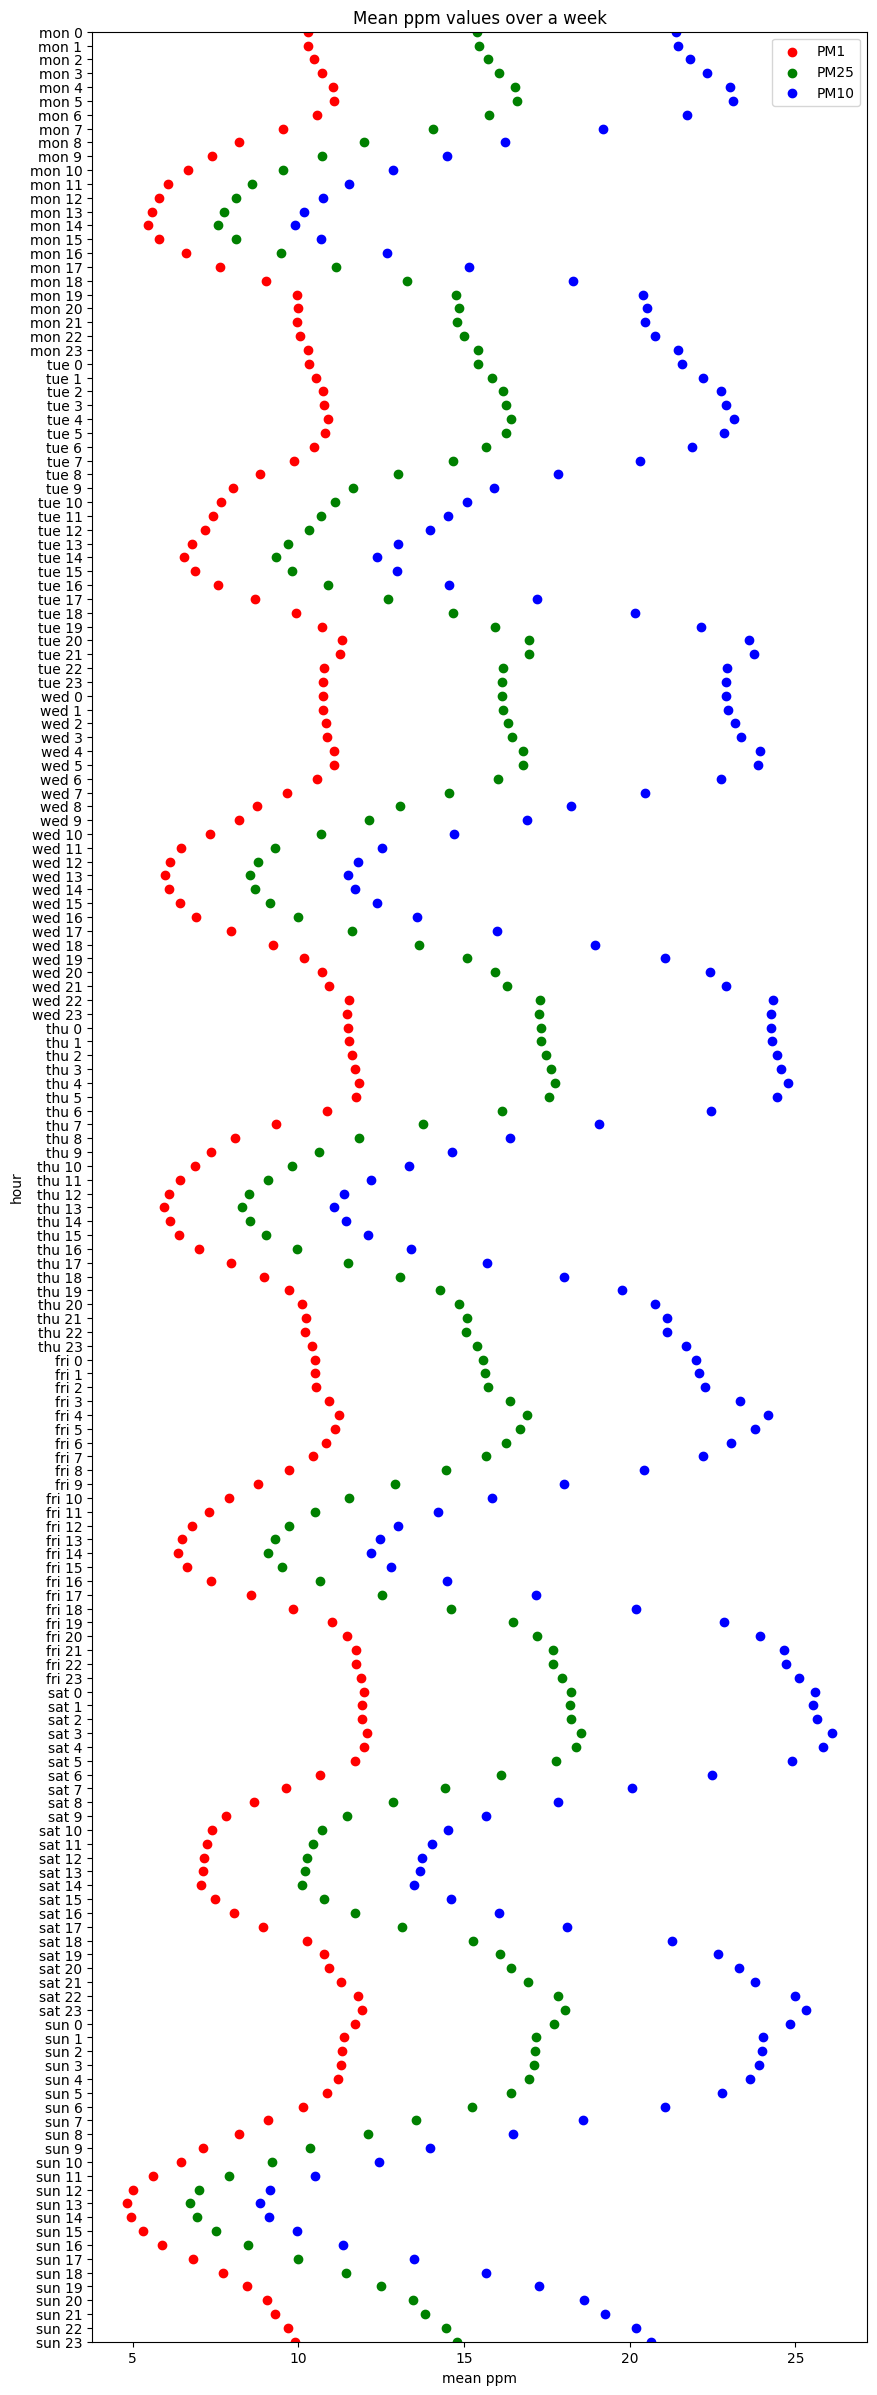 Mean ppm values over a week
PM1
PM25
PM10
mon 0
mon 1
mon 2
mon 3
mon 4
mon 5
mon 6
mon 7
mon 8
mon 9
mon 10
mon 11
mon 12
mon 13
mon 14
mon 15
mon 16
mon 17
mon 18
mon 19
mon 20
mon 21
mon 22
mon 23
tue 0
tue 1
tue 2
tue 3
tue 4
tue 5
tue 6
tue 7
tue 8
tue 9
tue 10
tue 11
tue 12
tue 13
tue 14
tue 15
tue 16
tue 17
tue 18
tue 19
tue 20
tue 21
tue 22
tue 23
wed 0
wed 1
wed 2
wed 3
wed 4
wed 5
wed 6
wed 7
wed 8
wed 9
wed 10
wed 11
wed 12
wed 13
wed 14
wed 15
wed 16
wed 17
wed 18
wed 19
wed 20
wed 21
wed 22
wed 23
thu 0
thu 1
thu 2
thu 3
thu 4
thu 5
thu 6
thu 7
thu 8
thu 9
thu 10
thu 11
thu 12
thu 13
thu 14
thu 15
thu 16
thu 17
thu 18
thu 19
thu 20
thu 21
thu 22
thu 23
fri 0
fri 1
fri 2
fri 3
fri 4
fri 5
fri 6
fri 7
fri 8
fri 9
fri 10
fri 11
fri 12
fri 13
fri 14
fri 15
fri 16
fri 17
fri 18
fri 19
fri 20
fri 21
fri 22
fri 23
sat 0
sat 1
sat 2
sat 3
sat 4
sat 5
sat 6
sat 7
sat 8
sat 9
sat 10
sat 11
sat 12
sat 13
sat 14
sat 15
sat 16
sat 17
sat 18
sat 19
sat 20
sat 21
sat 22
sat 23
sun 0
sun 1
sun 2
sun 3
sun 4
sun 5
sun 6
sun 7
sun 8
sun 9
sun 10
sun 11
sun 12
sun 13
sun 14
sun 15
sun 16
sun 17
sun 18
sun 19
sun 20
sun 21
sun 22
sun 23
hour
5 10 15 20 25
mean ppm